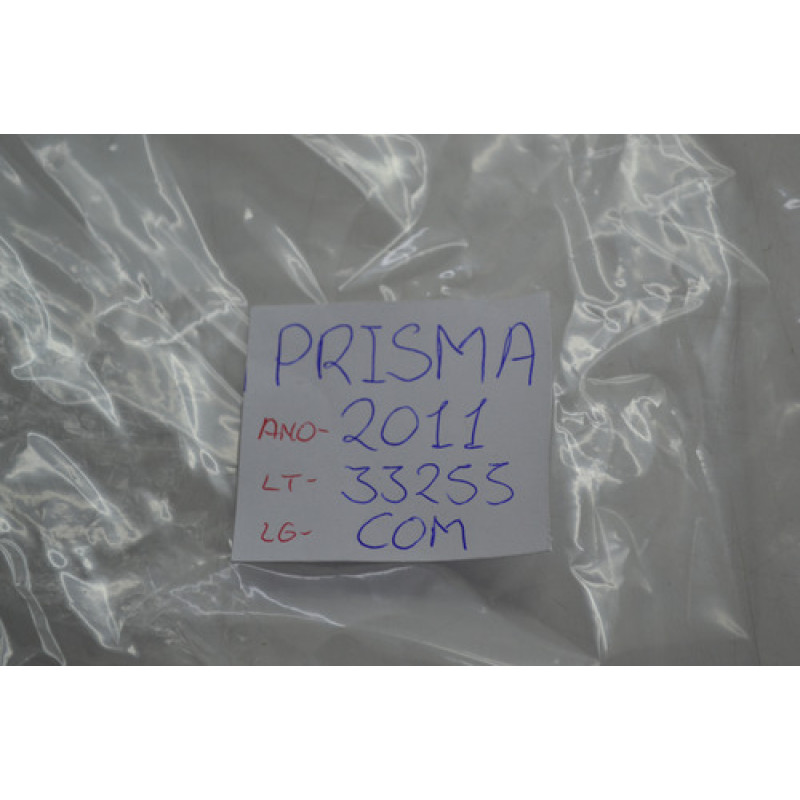 PRISMA
ANO- 2011
LT- 33255
LG- COM